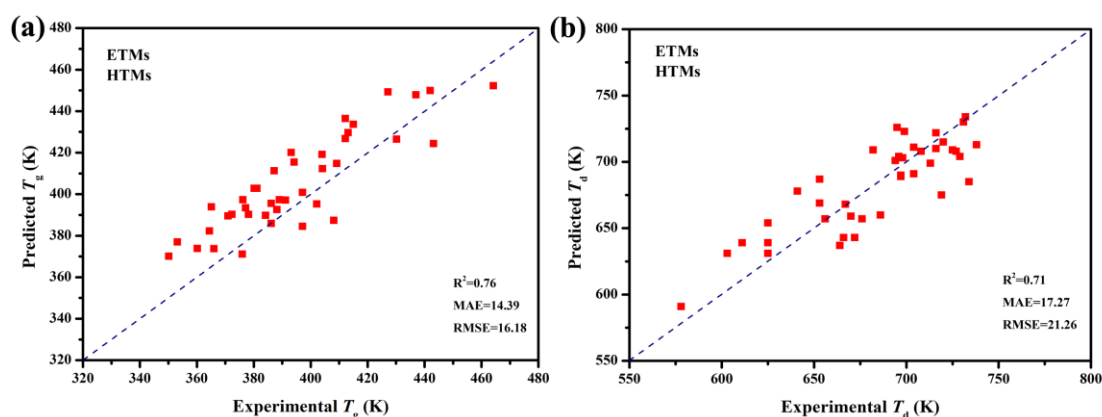 (a)
ETMs
HTMs
Predicted Tg (K)
480
460
440
420
400
380
360
340
320
R²=0.76
MAE=14.39
RMSE=16.18
320 340 360 380 400 420 440 460 480
Experimental Tg (K)
(b)
ETMs
HTMs
Predicted Td (K)
800
750
700
650
600
550
R²=0.71
MAE=17.27
RMSE=21.26
550 600 650 700 750 800
Experimental Td (K)